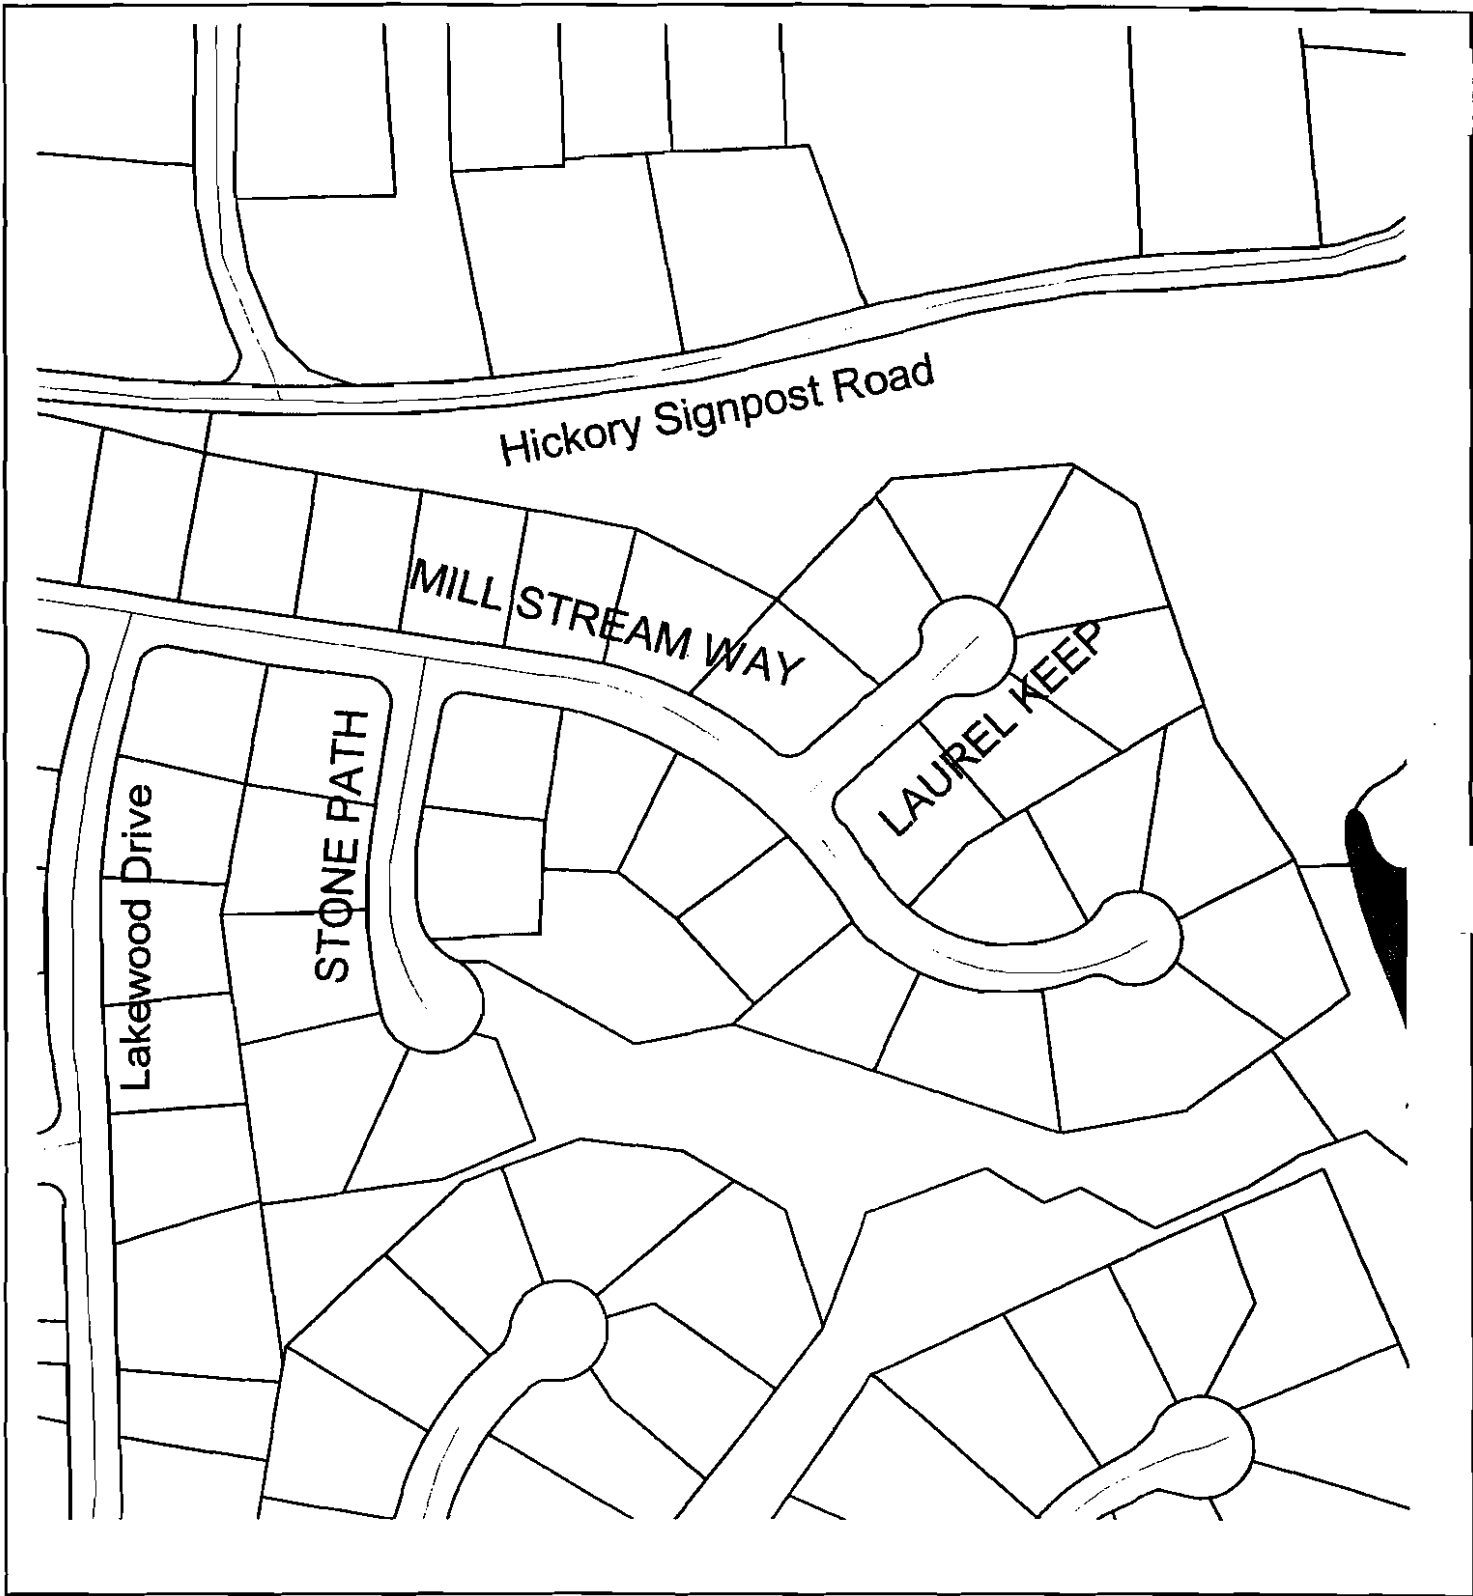 Hickory Signpost Road
MILL STREAM WAY
LAUREL KEEP
STONE PATH
Lakewood Drive